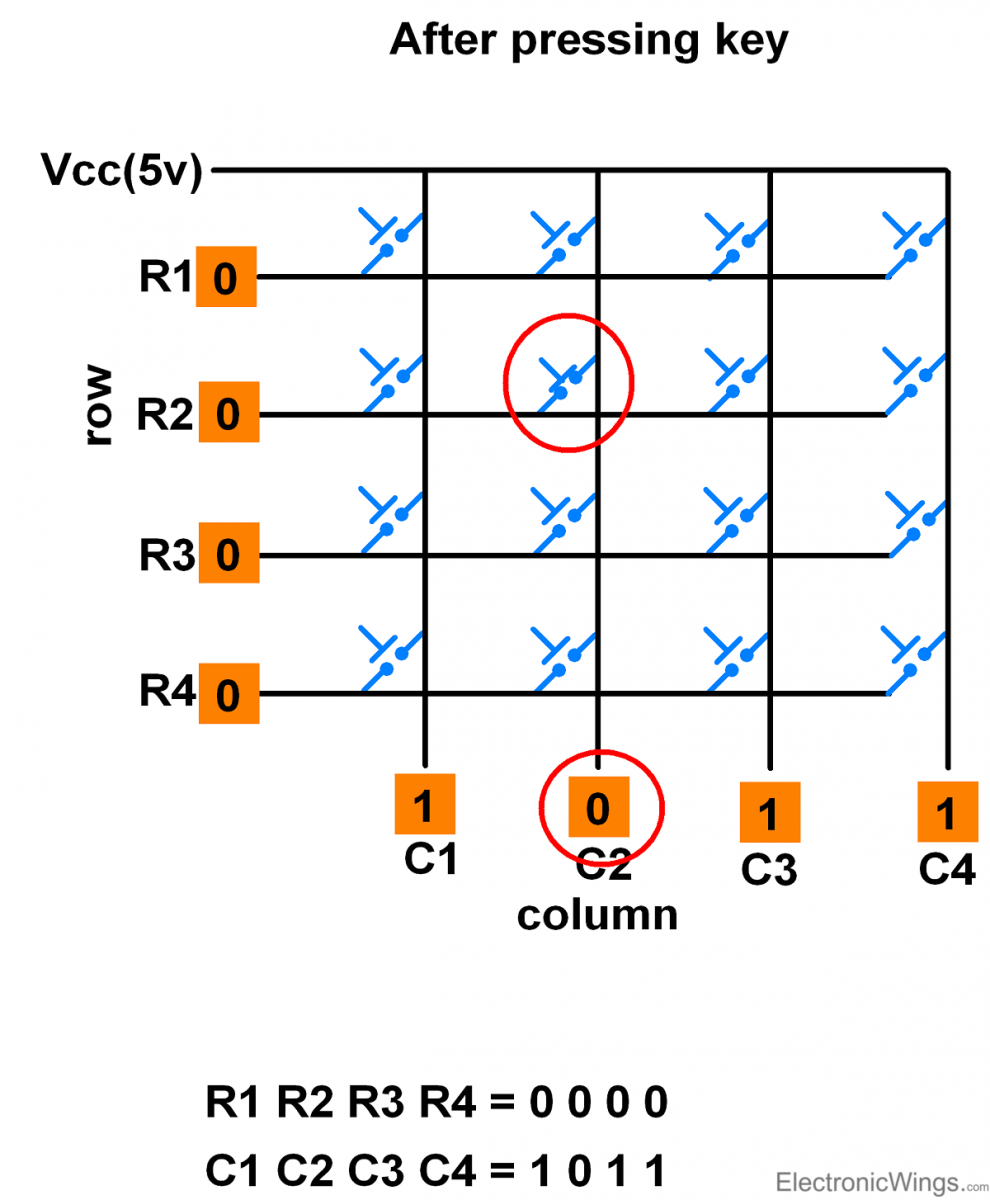 After pressing key
Vcc(5v)
R1 0
row
R2 0
R3 0
R4 0
1 0 1 1
C1 C2 C3 C4
column
R1 R2 R3 R4 = 0 0 0 0
C1 C2 C3 C4 = 1 0 1 1
ElectronicWings.com